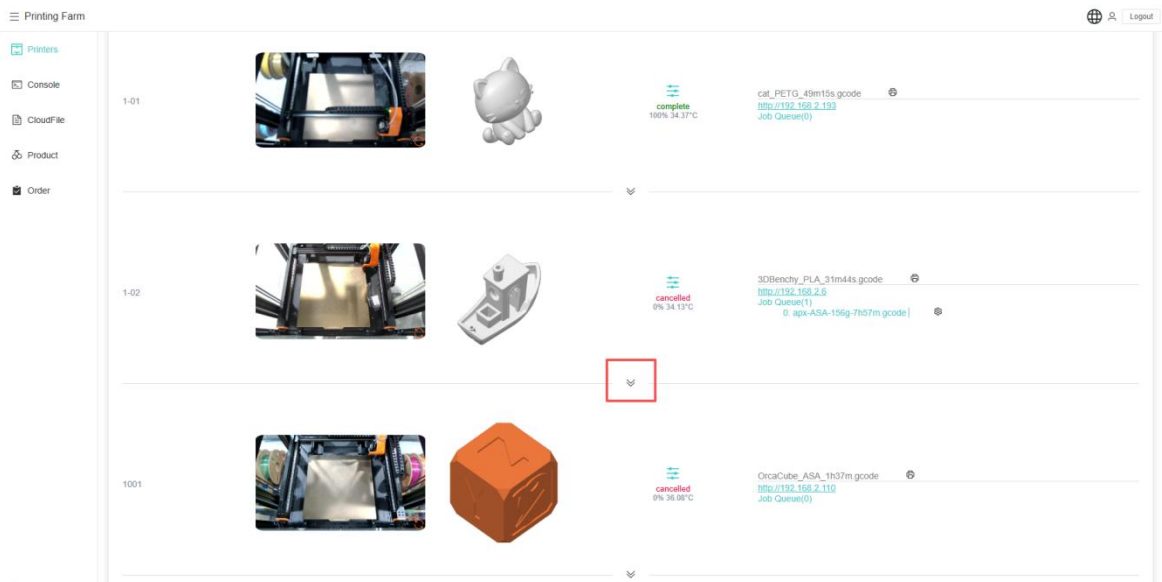 Printing Farm
Logout
Printers
Console
CloudFile
Product
Order
1-01
complete
100% 34.37°C
cat_PETG_49m15s.gcode
http://192.168.2.193
Job Queue(0)
1-02
cancelled
0% 34.13°C
3DBenchy_PLA_31m44s.gcode
http://192.168.2.6
Job Queue(1)
0. apx-ASA-156g-7h57m.gcode
1001
cancelled
0% 36.08°C
OrcaCube_ASA_1h37m.gcode
http://192.168.2.110
Job Queue(0)